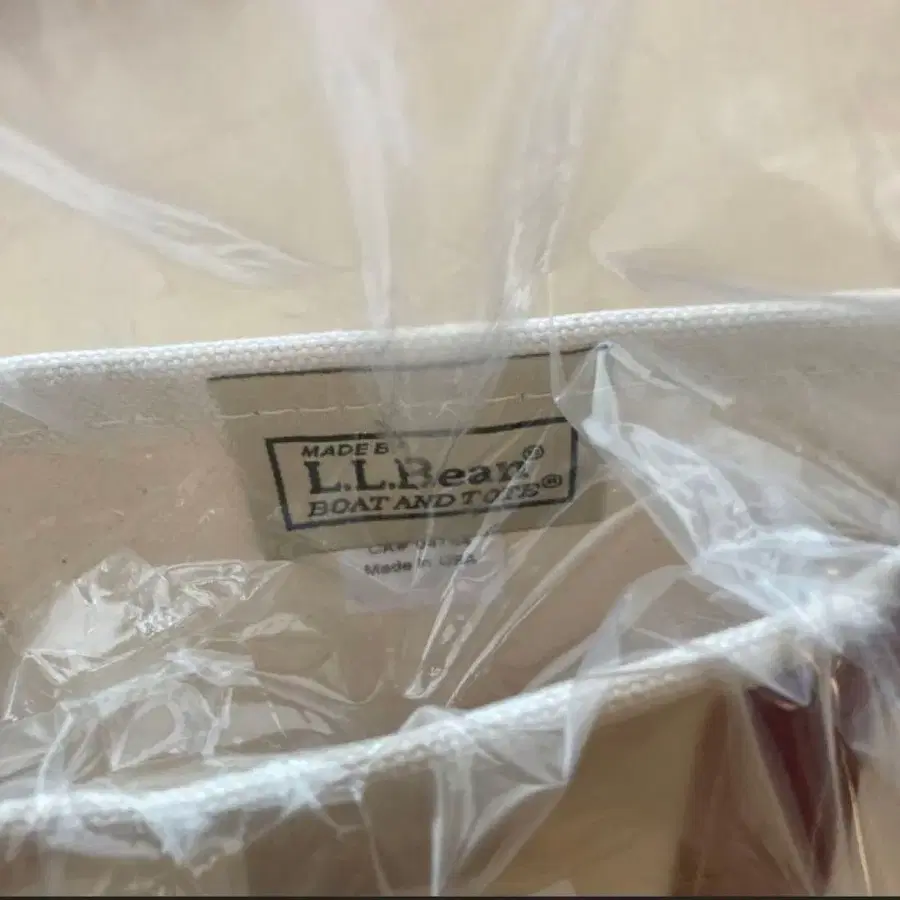 MADE B
L.L.Bean®
BOAT AND TOTE®
Made in USA